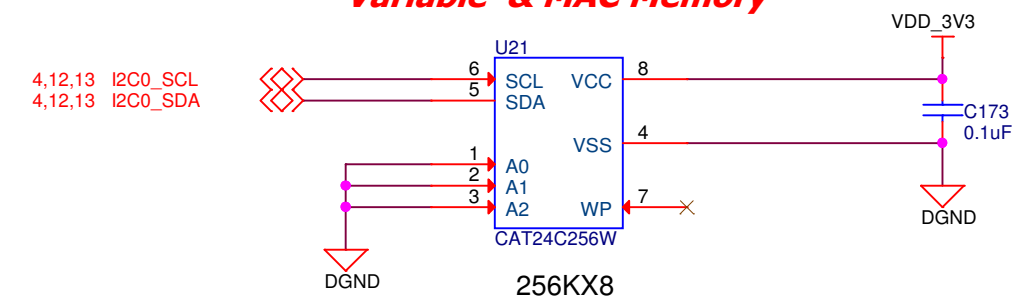 Variable & MAC Memory
VDD_3V3
U21
4,12,13 I2C0_SCL
6 SCL VCC 8
4,12,13 I2C0_SDA
5 SDA
C173
0.1uF
VSS 4
1 A0
2 A1
3 A2 WP 7
DGND
CAT24C256W
DGND
256KX8